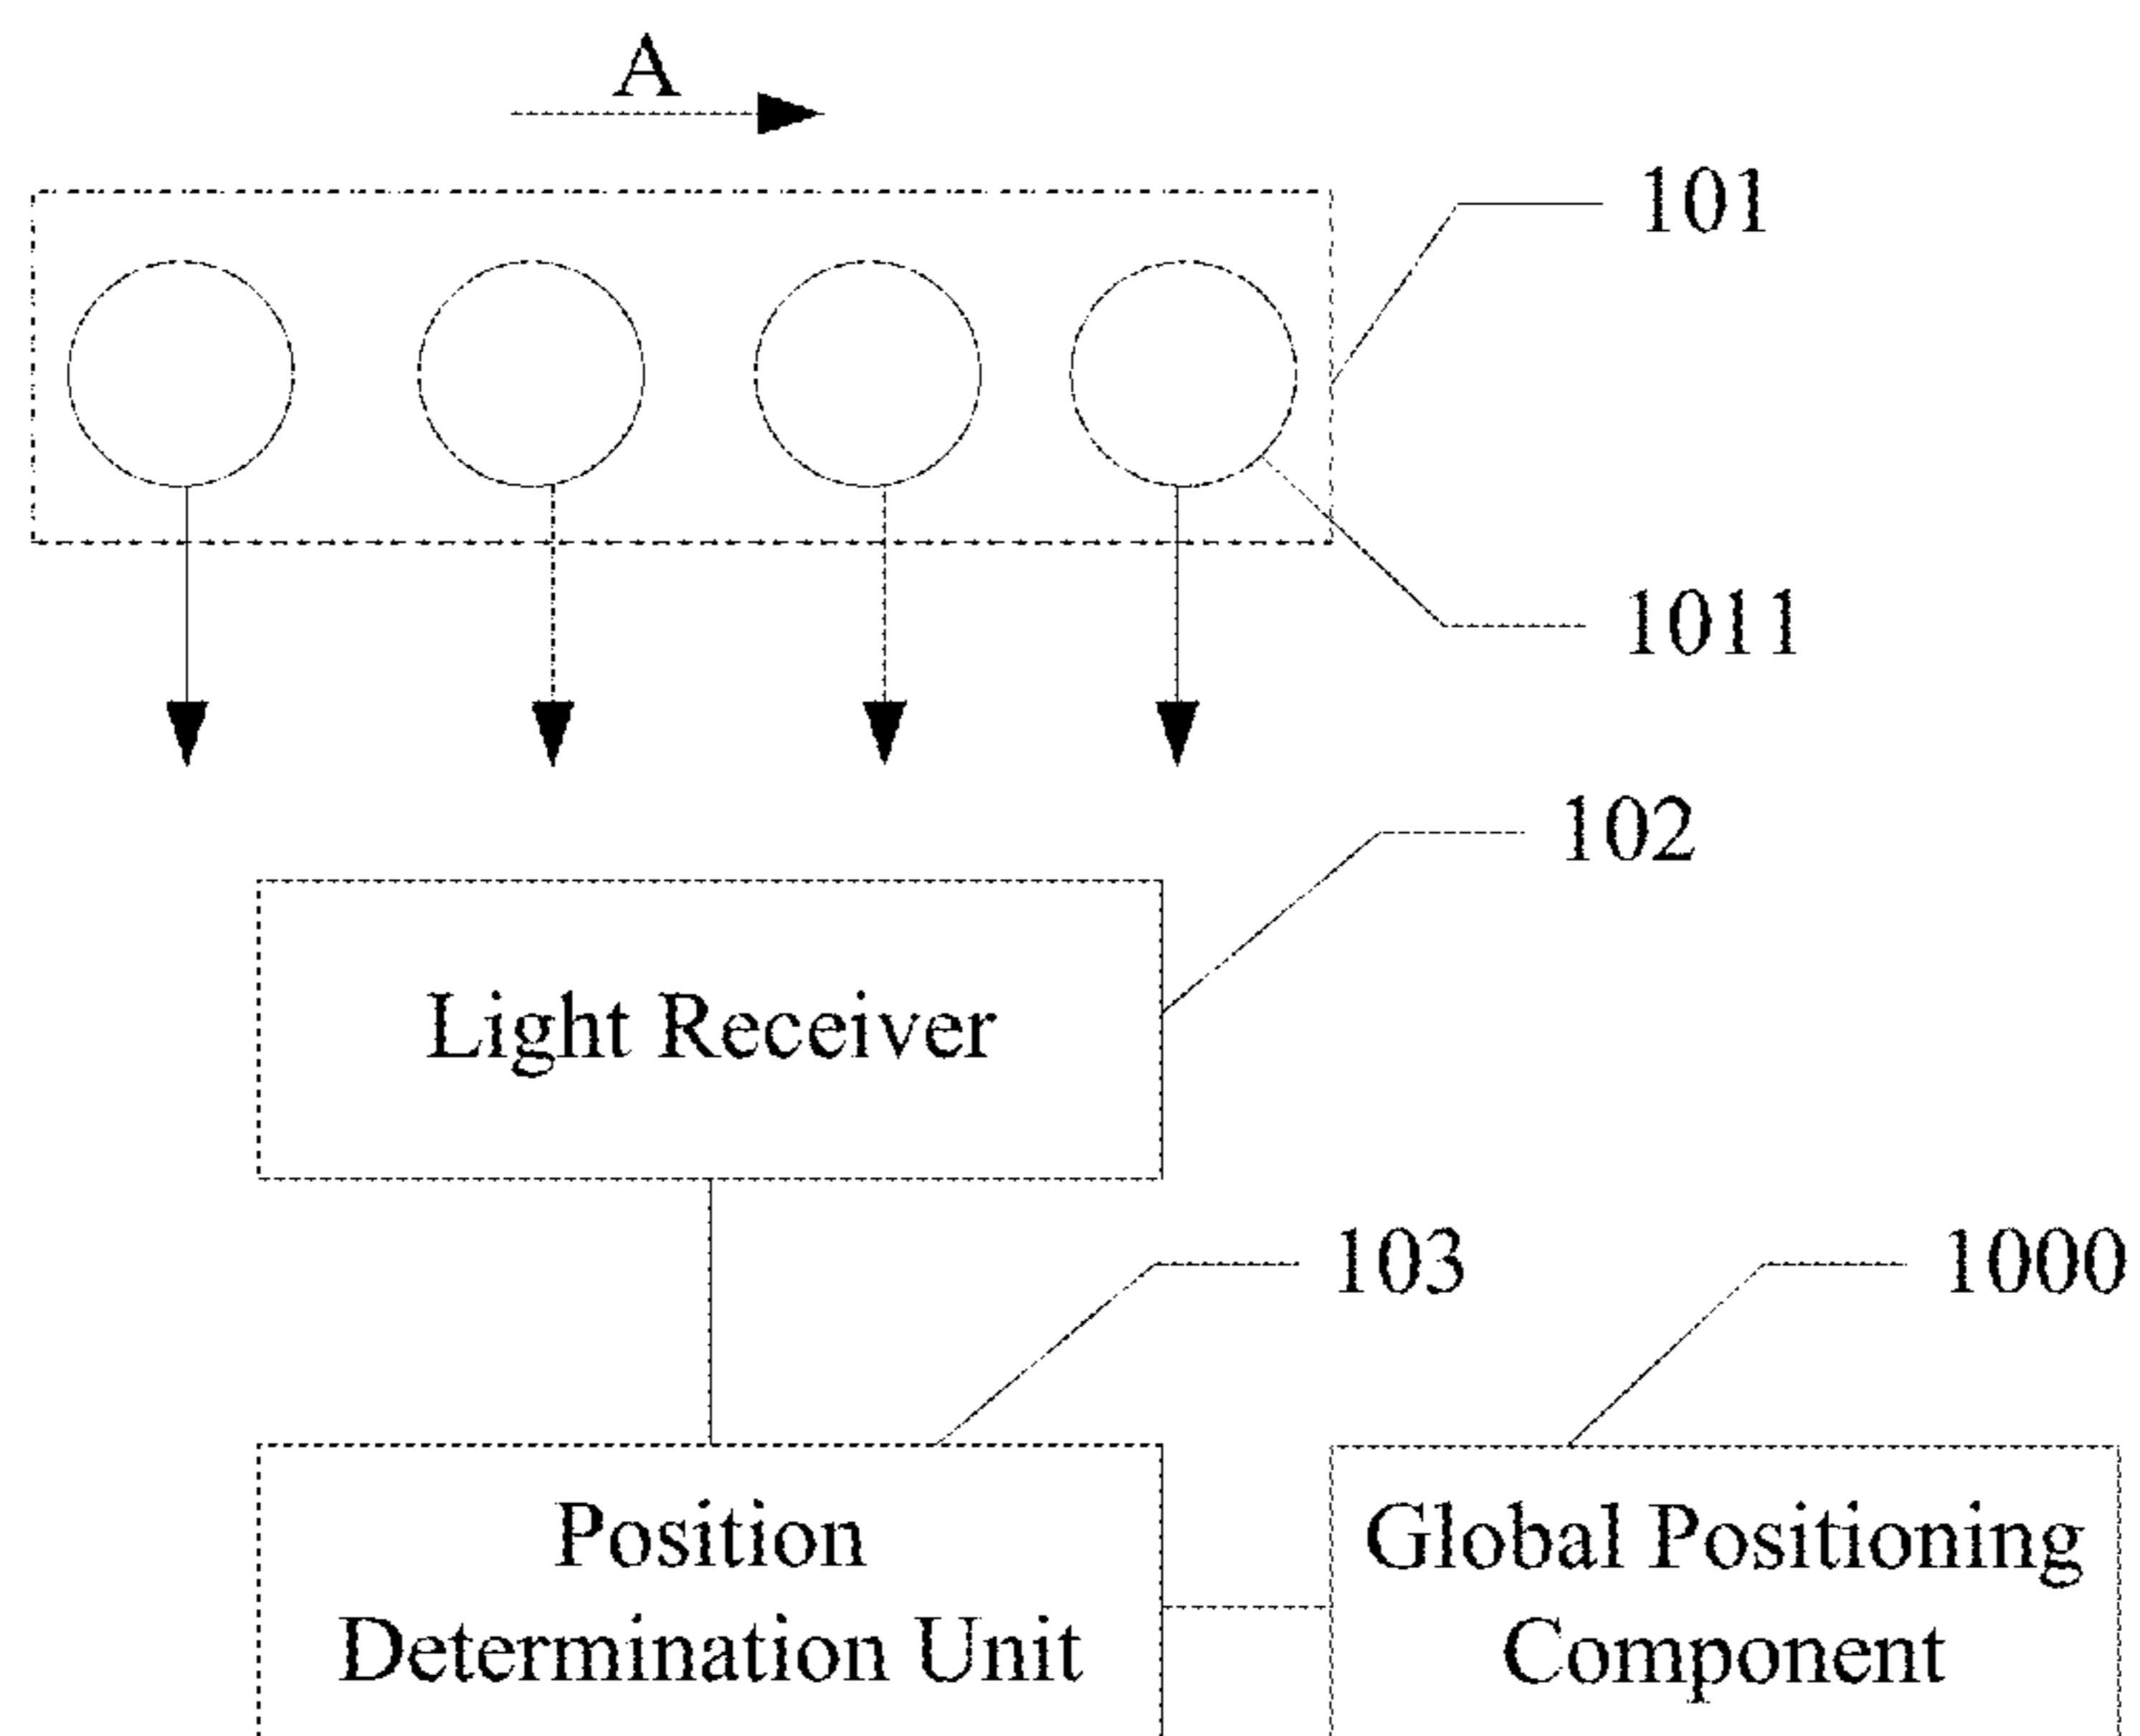 A
101
1011
102
Light Receiver
103
1000
Position
Determination Unit
Global Positioning
Component